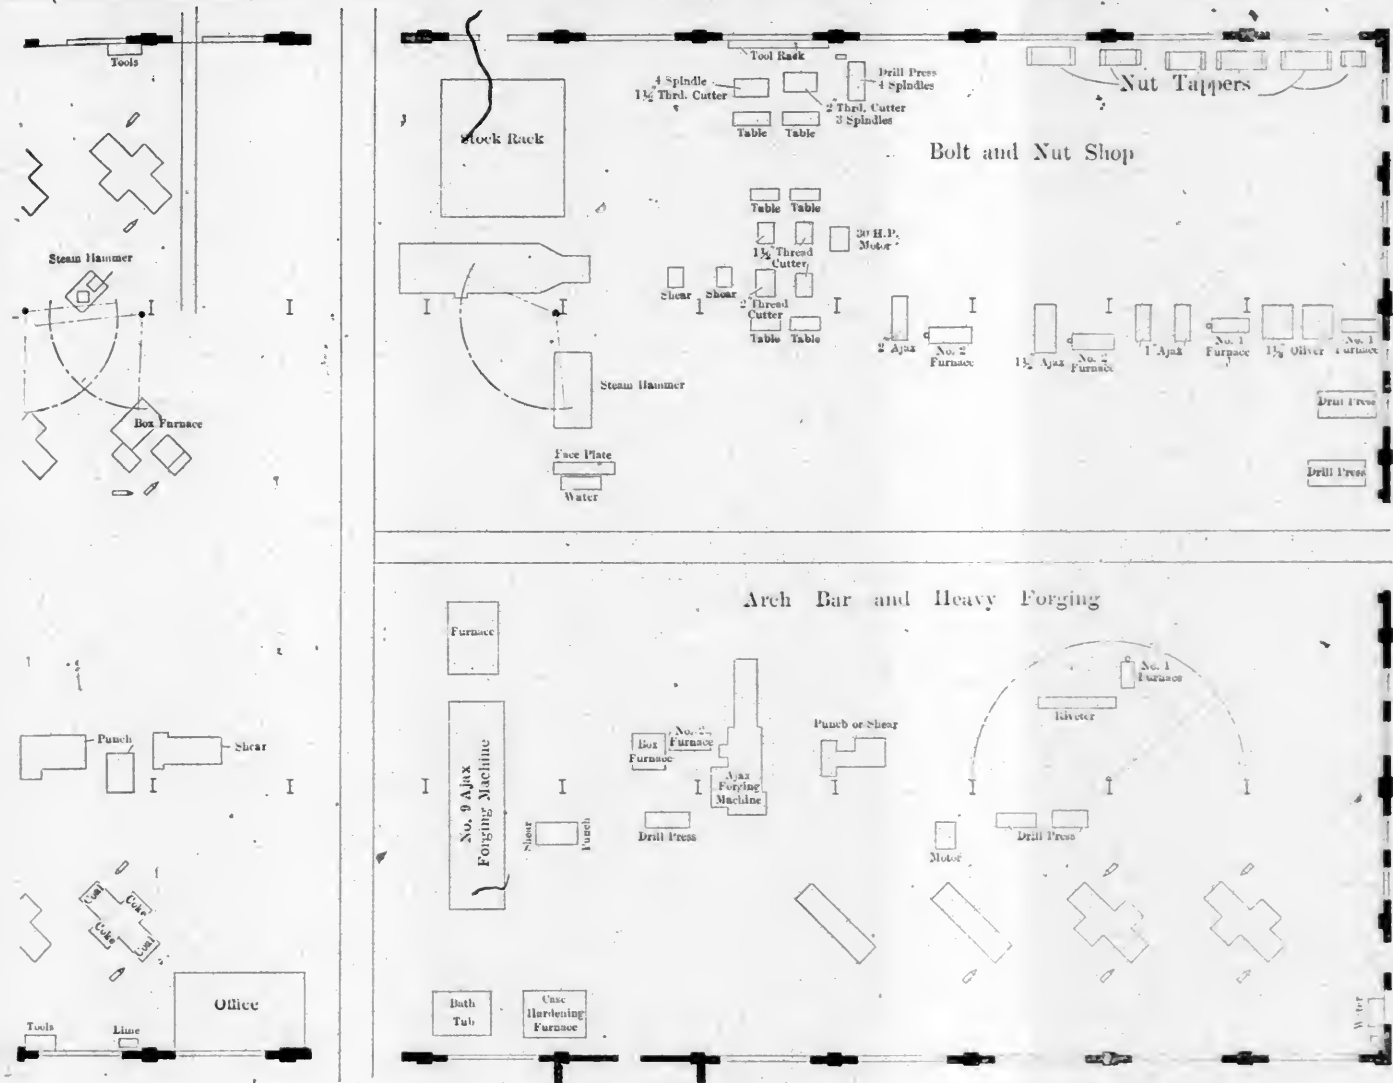 Tools
Tool Rack
4 Spindle
1½" Thrd. Cutter
Drill Press
4 Spindles
2" Thrd. Cutter
3 Spindles
Nut Tappers
Table
Table
Stock Rack
Bolt and Nut Shop
Table
Table
30 H.P.
Motor
1½" Thread
Cutter
Steam Hammer
Shear
Shear
2" Thread
Cutter
Table
Table
2" Ajax
No. 2
Furnace
1½" Ajax
No. 2
Furnace
1" Ajax
No. 1
Furnace
1⅛" Oliver
No. 1
Furnace
Steam Hammer
Drill Press
Box Furnace
Face Plate
Water
Drill Press
Arch Bar and Heavy Forging
Furnace
No. 1
Furnace
Riveter
Punch
Shear
No. 9 Ajax
Forging Machine
Box
Furnace
No. 2
Furnace
Ajax
Forging
Machine
Punch or Shear
Shear
Punch
Drill Press
Motor
Drill Press
Coal
Coke
Coke
Coal
Office
Bath
Tub
Case
Hardening
Furnace
Water
Tools
Lime